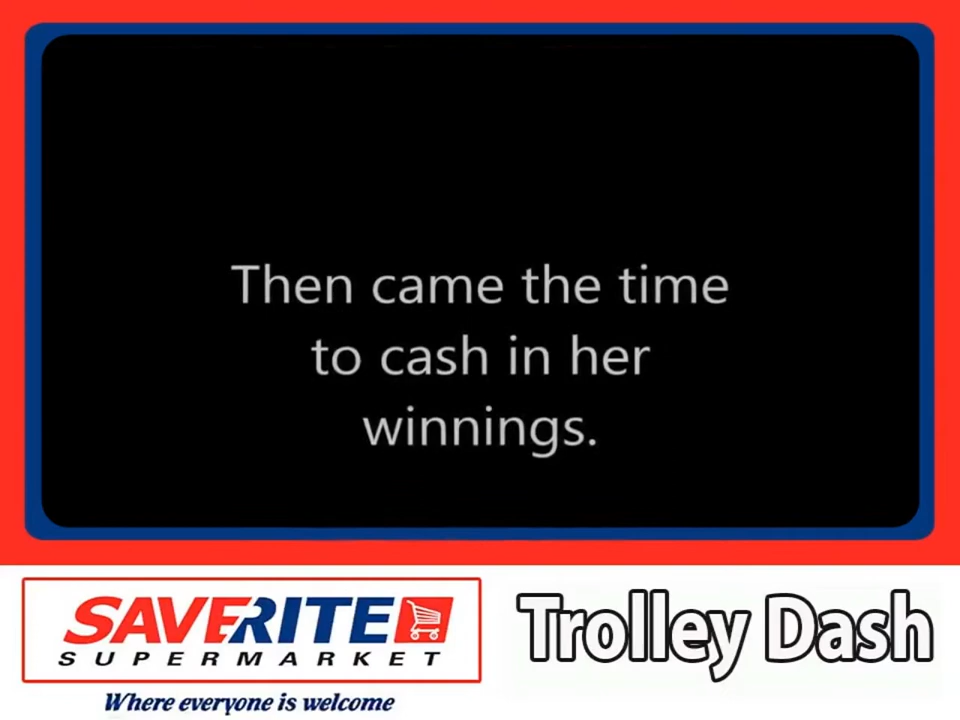 Then came the time
to cash in her
winnings.
SAVERITE
SUPERMARKET
Where everyone is welcome
Trolley Dash